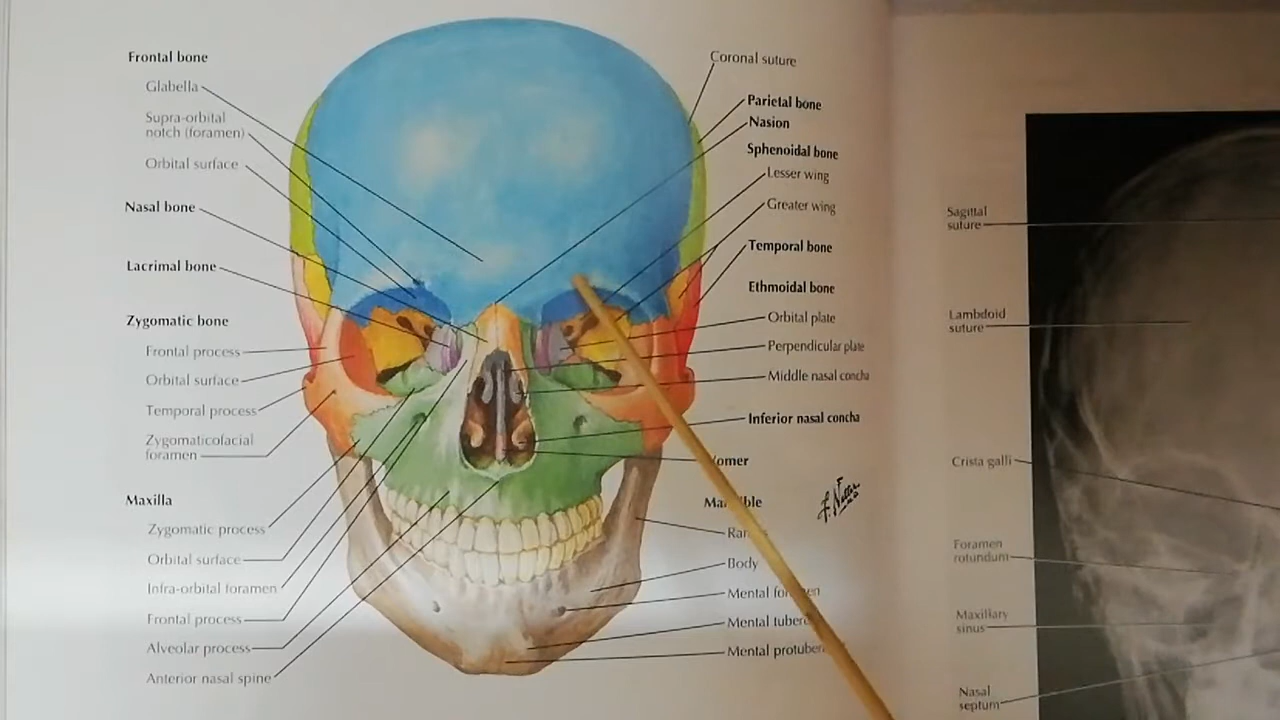 Frontal bone
Glabella
Supra-orbital
notch (foramen)
Orbital surface
Nasal bone
Lacrimal bone
Zygomatic bone
Frontal process
Orbital surface
Temporal process
Zygomaticofacial
foramen
Maxilla
Zygomatic process
Orbital surface
Infra-orbital foramen
Frontal process
Alveolar process
Anterior nasal spine
Coronal suture
Parietal bone
Nasion
Sphenoidal bone
Lesser wing
Greater wing
Temporal bone
Ethmoidal bone
Orbital plate
Perpendicular plate
Middle nasal concha
Inferior nasal concha
Body
Mental
Mental
Mental
F. Netter
Sagittal
suture
Lambdoid
suture
Crista galli
Foramen
rotundum
Maxillary
sinus
Nasal
septum